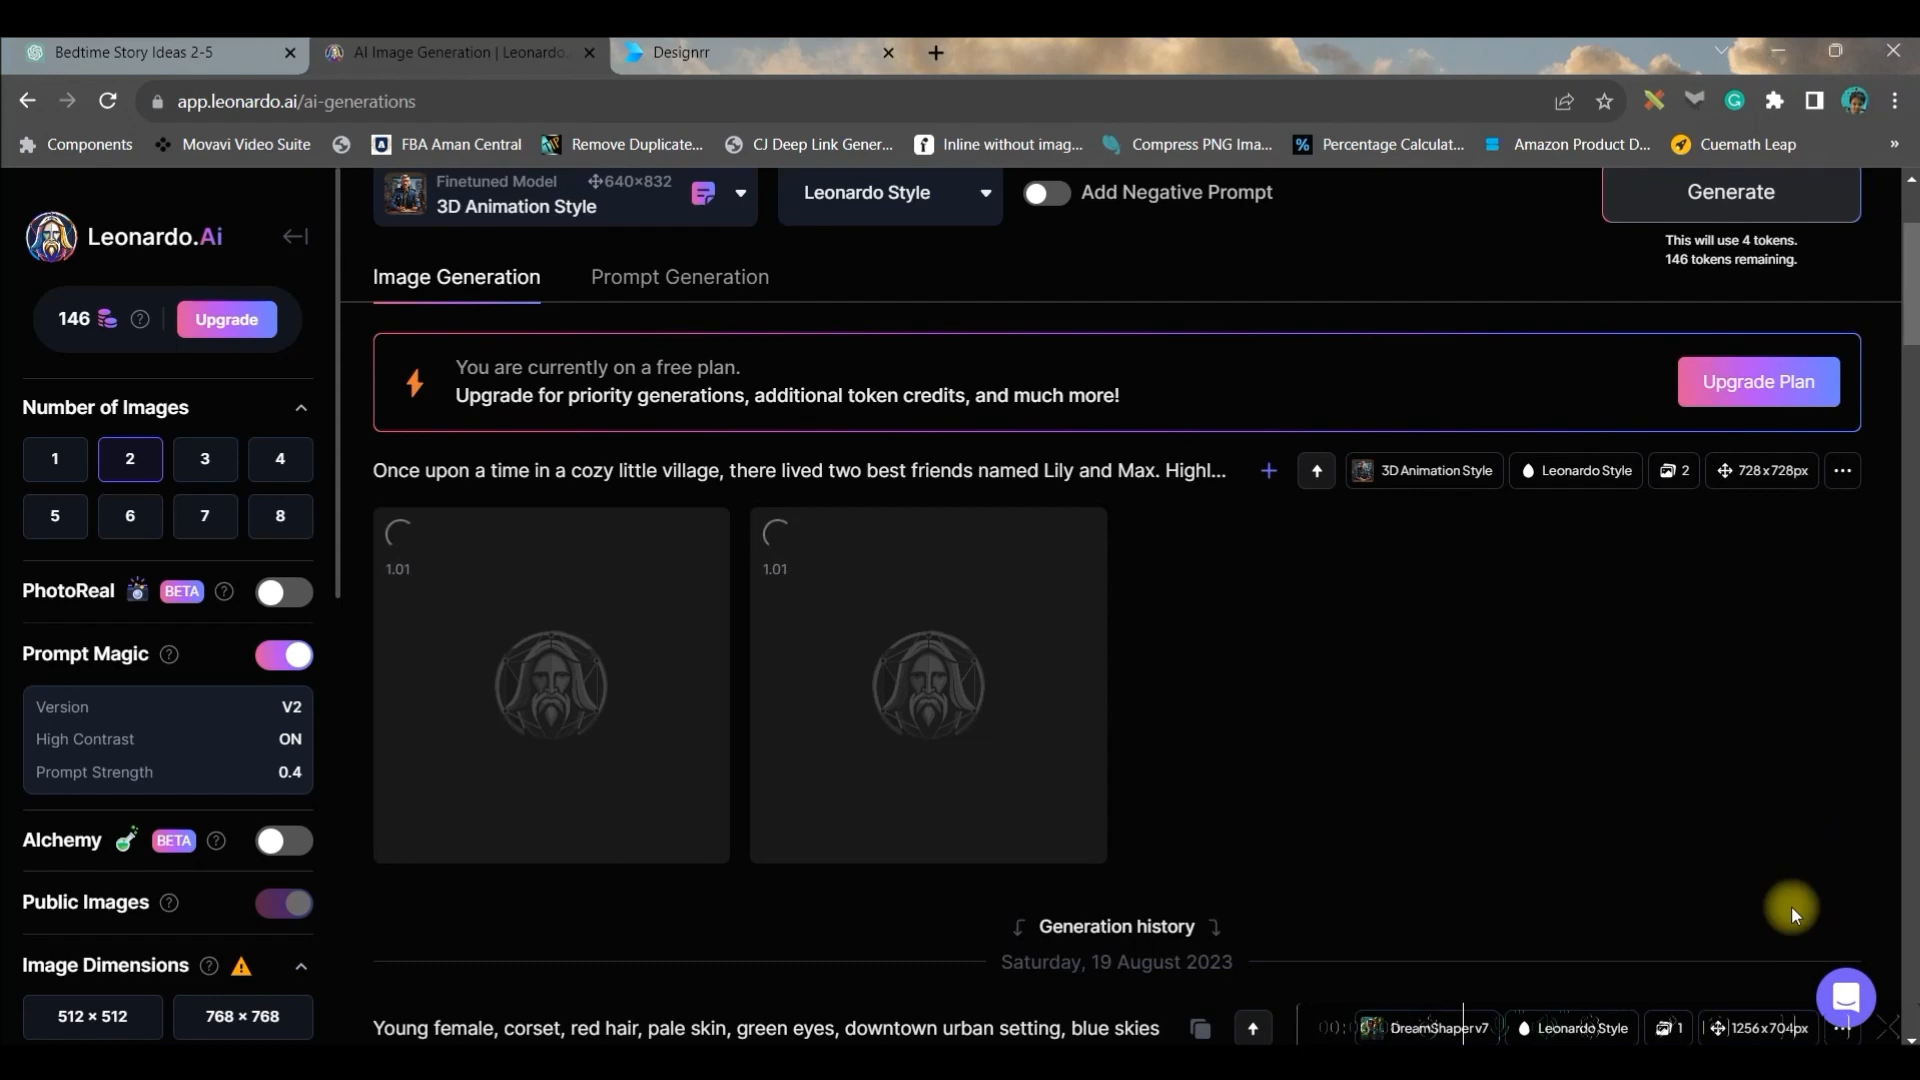 Bedtime Story Ideas 2-5
AI Image Generation | Leonardo.
Designrr
app.leonardo.ai/ai-generations
Components
Movavi Video Suite
FBA Aman Central
Remove Duplicate...
CJ Deep Link Gener...
Inline without imag...
Compress PNG Ima...
Percentage Calculat...
Amazon Product D...
Cuemath Leap
»
Leonardo.Ai
146
Upgrade
Number of Images
1 2 3 4
5 6 7 8
PhotoReal BETA
Prompt Magic
Version V2
High Contrast ON
Prompt Strength 0.4
Alchemy BETA
Public Images
Image Dimensions
512 × 512
768 × 768
Finetuned Model 640×832
3D Animation Style
Leonardo Style
Add Negative Prompt
Generate
This will use 4 tokens.
146 tokens remaining.
Image Generation
Prompt Generation
You are currently on a free plan.
Upgrade for priority generations, additional token credits, and much more!
Upgrade Plan
Once upon a time in a cozy little village, there lived two best friends named Lily and Max. Highl...
3D Animation Style
Leonardo Style
2
728 x 728px
1.01
1.01
Generation history
Saturday, 19 August 2023
Young female, corset, red hair, pale skin, green eyes, downtown urban setting, blue skies
DreamShaper v7
Leonardo Style
1
1256 x 704px